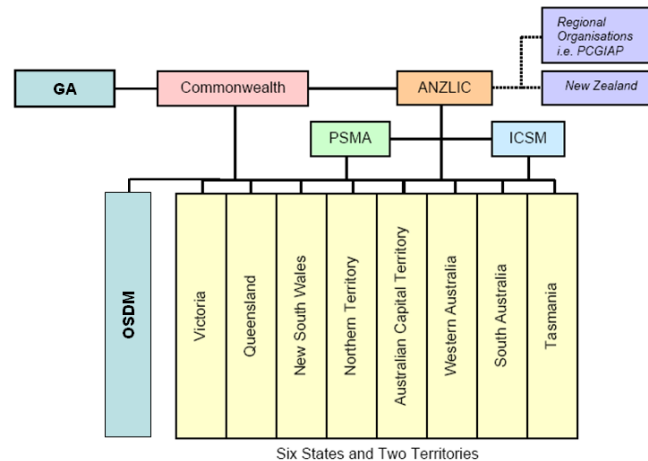 Regional
Organisations
i.e. PCGIAP
GA
Commonwealth
ANZLIC
New Zealand
PSMA
ICSM
OSDM
Victoria
Queensland
New South Wales
Northern Territory
Australian Capital Territory
Western Australia
South Australia
Tasmania
Six States and Two Territories